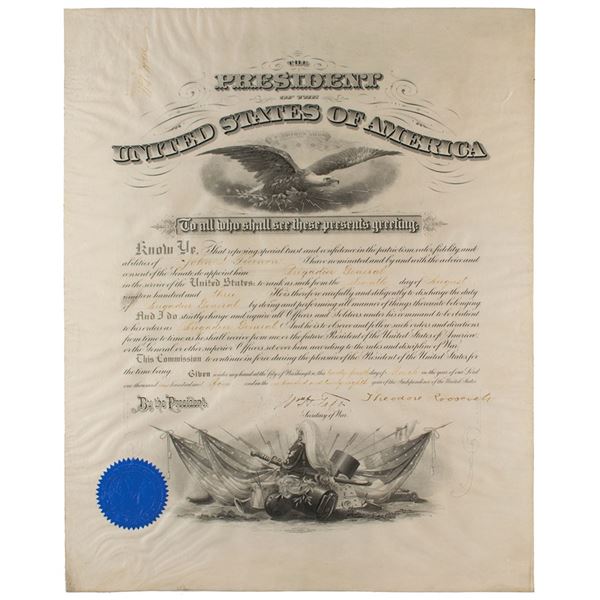 THE
PRESIDENT
OF THE
UNITED STATES OF AMERICA
To all who shall see these presents greeting:
Know Ye, That reposing special trust and confidence in the patriotism, valor, fidelity and
abilities of John I have nominated and by and with the advice and
consent of the Senate do appoint him Brigadier General
in the service of the United States: to rank as such from the day of August
nineteen hundred and three He is therefore carefully and diligently to discharge the duty
of Brigadier General by doing and performing all manner of things thereunto belonging
And I do strictly charge and require all Officers and Soldiers under his command to be obedient
to his orders as Brigadier General And he is to observe and follow such orders and directions
from time to time as he shall receive from me or the future President of the United States of America:
or the General or other superior Officers set over him according to the rules and discipline of War.
This Commission to continue in force during the pleasure of the President of the United States for
the time being.
Given under my hand at the City of Washington, this day of March in the year of our Lord
one thousand nine hundred and four and in the one hundred and twenty eighth year of the Independence of the United States.
By the President:
Wm H Taft Theodore Roosevelt
Secretary of War.